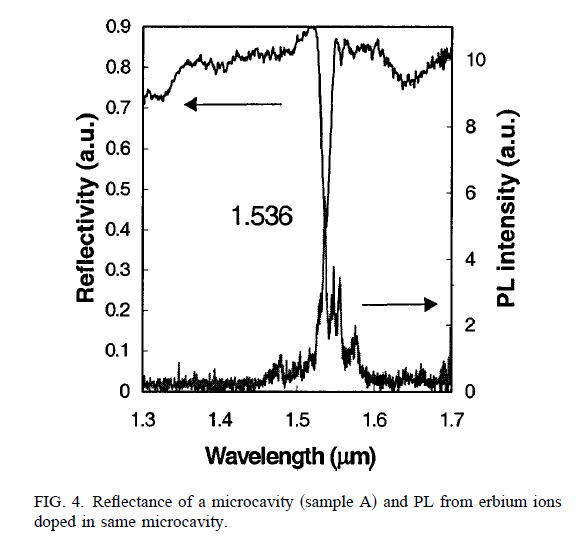 0.9
0.8
0.7
0.6
0.5
0.4
0.3
0.2
0.1
0
Reflectivity (a.u.)
1.536
10
8
6
4
2
0
PL intensity (a.u.)
1.3 1.4 1.5 1.6 1.7
Wavelength (μm)
FIG. 4. Reflectance of a microcavity (sample A) and PL from erbium ions
doped in same microcavity.